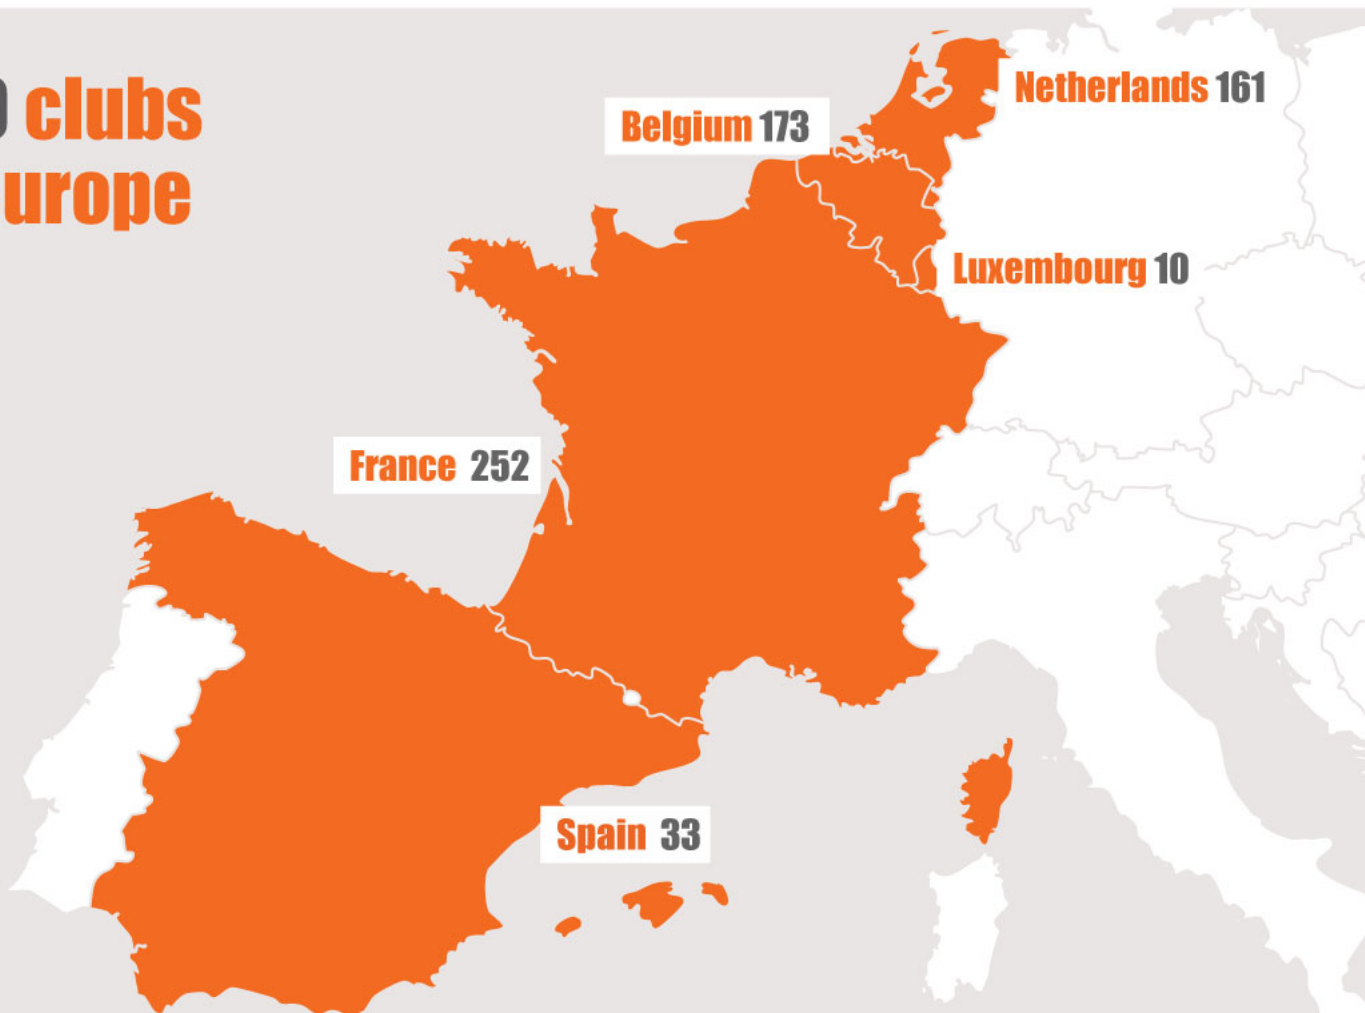 clubs
urope
Netherlands 161
Belgium 173
Luxembourg 10
France 252
Spain 33